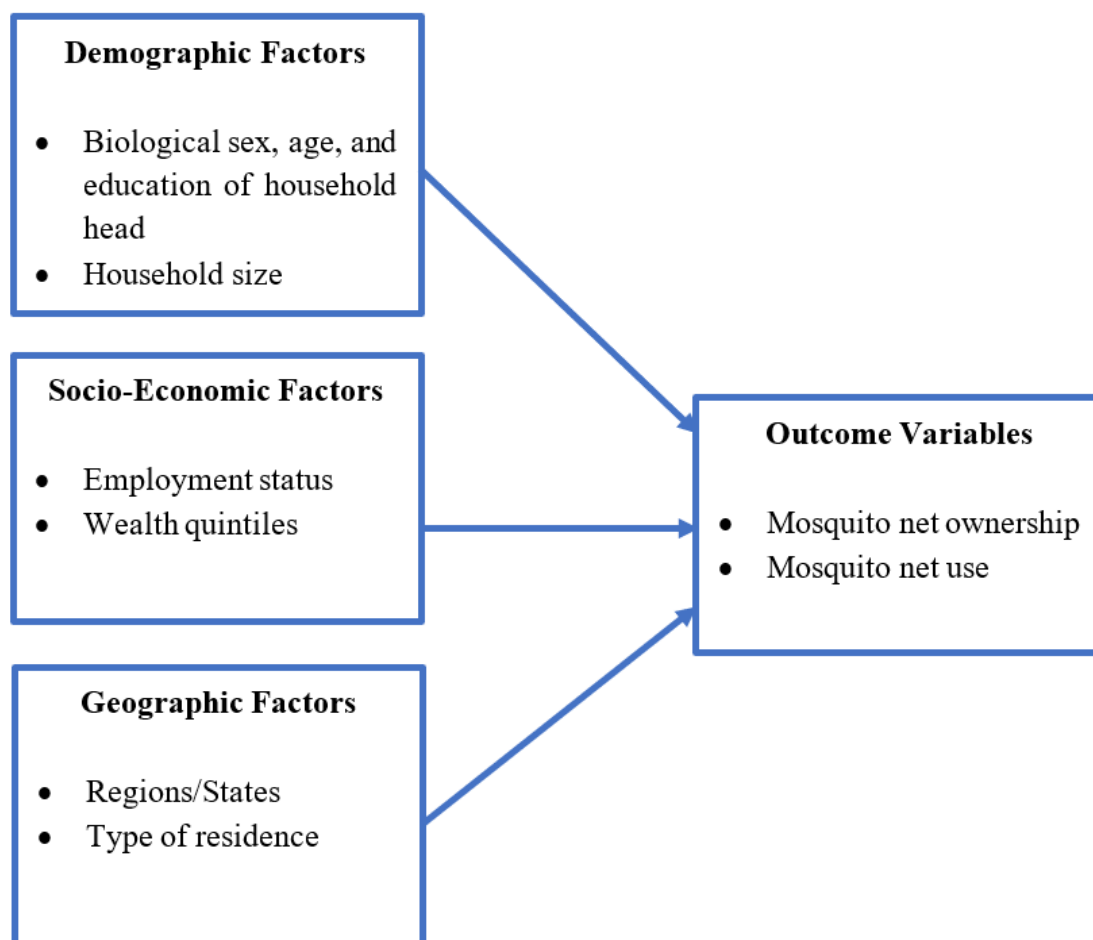 Demographic Factors
• Biological sex, age, and
education of household
head
• Household size
Socio-Economic Factors
• Employment status
• Wealth quintiles
Geographic Factors
• Regions/States
• Type of residence
Outcome Variables
• Mosquito net ownership
• Mosquito net use